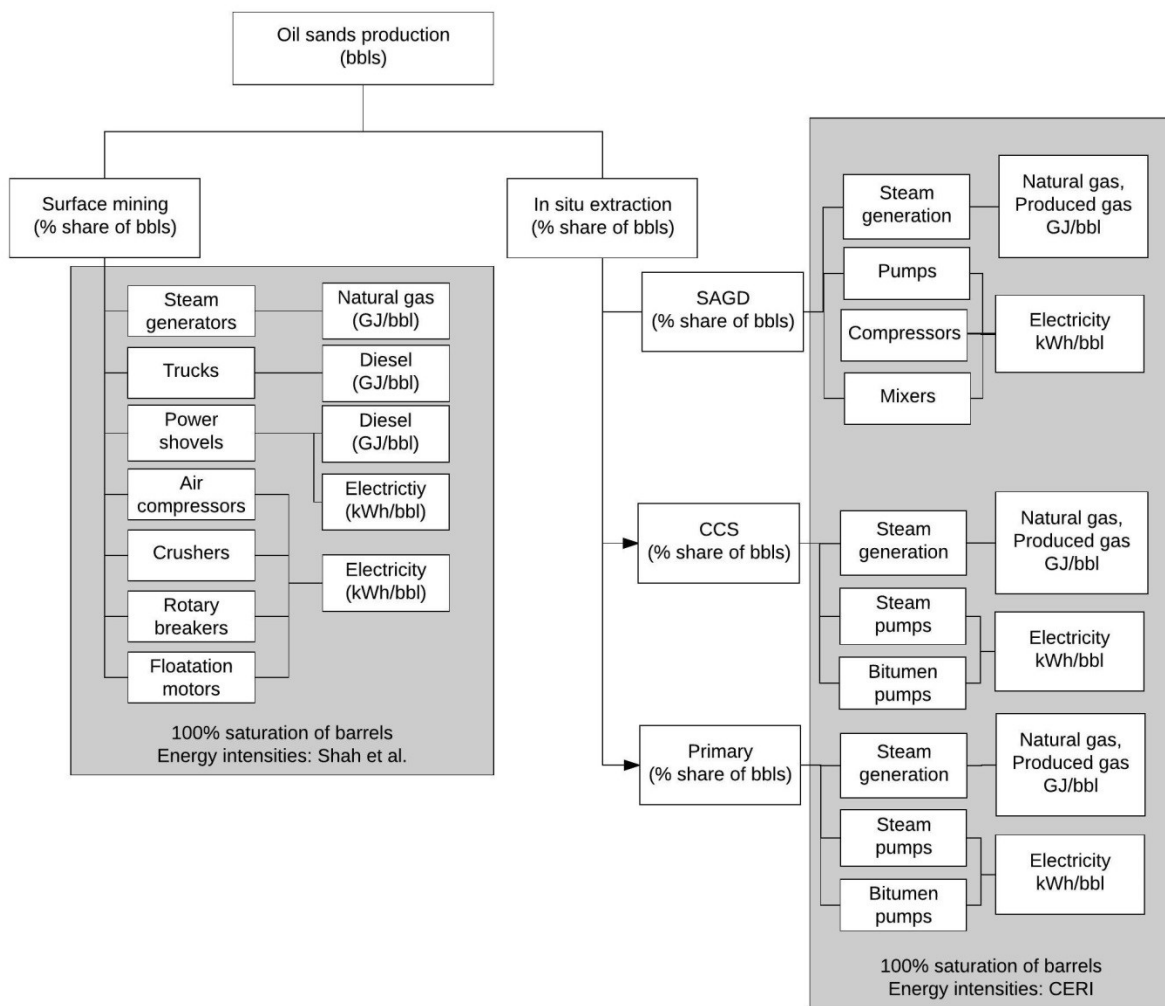 Oil sands production
(bbls)
Surface mining
(% share of bbls)
In situ extraction
(% share of bbls)
Steam
generators
Natural gas
(GJ/bbl)
Trucks
Diesel
(GJ/bbl)
Power
shovels
Diesel
(GJ/bbl)
Air
compressors
Electrictiy
(kWh/bbl)
Crushers
Electricity
(kWh/bbl)
Rotary
breakers
Floatation
motors
100% saturation of barrels
Energy intensities: Shah et al.
SAGD
(% share of bbls)
Steam
generation
Natural gas,
Produced gas
GJ/bbl
Pumps
Compressors
Mixers
Electricity
kWh/bbl
CCS
(% share of bbls)
Steam
generation
Natural gas,
Produced gas
GJ/bbl
Steam
pumps
Bitumen
pumps
Electricity
kWh/bbl
Primary
(% share of bbls)
Steam
generation
Natural gas,
Produced gas
GJ/bbl
Steam
pumps
Bitumen
pumps
Electricity
kWh/bbl
100% saturation of barrels
Energy intensities: CERI